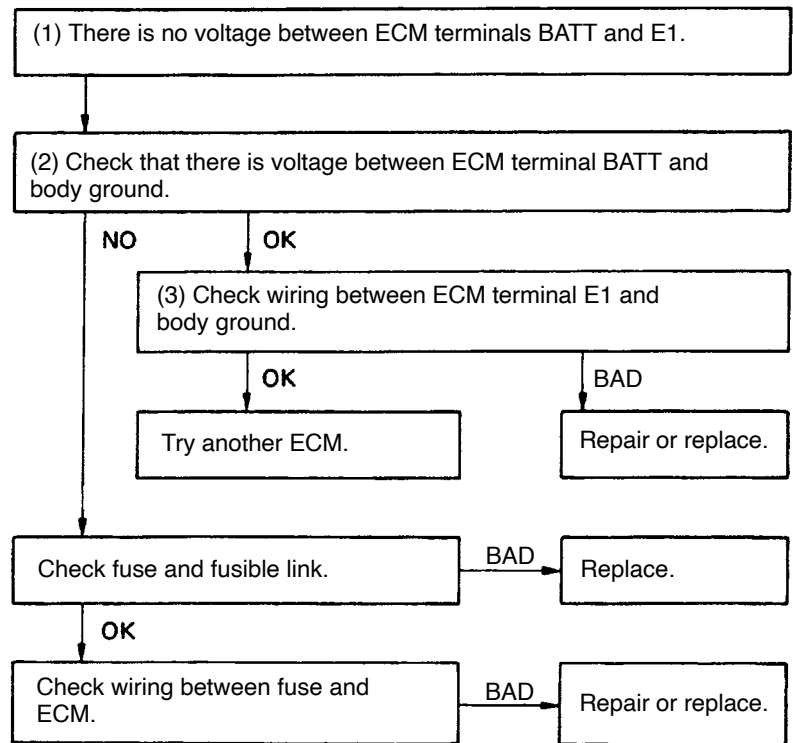 (1) There is no voltage between ECM terminals BATT and E1.
(2) Check that there is voltage between ECM terminal BATT and
body ground.
NO
OK
(3) Check wiring between ECM terminal E1 and
body ground.
OK
BAD
Try another ECM.
Repair or replace.
Check fuse and fusible link.
BAD
Replace.
OK
Check wiring between fuse and
ECM.
BAD
Repair or replace.